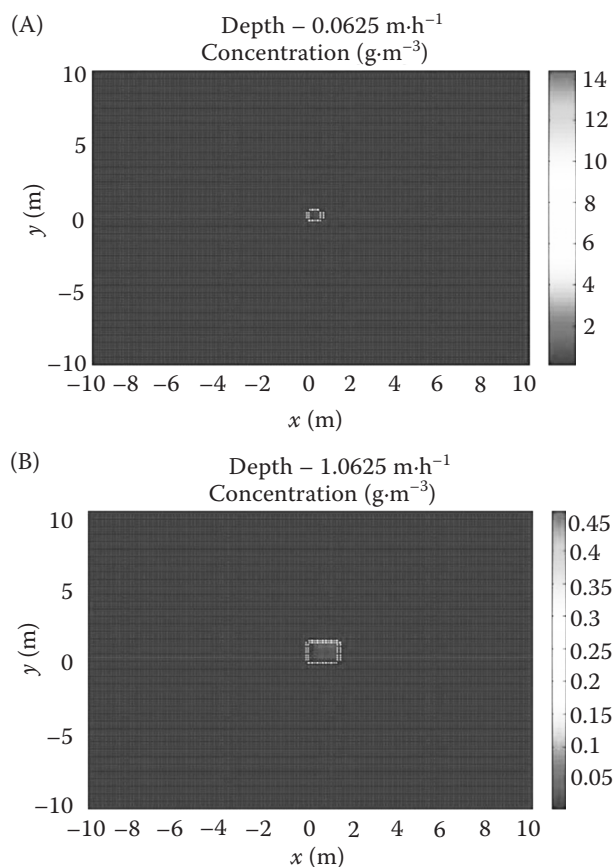 (A)
Depth – 0.0625 m·h⁻¹
Concentration (g·m⁻³)
10
5
0
−5
−10
y (m)
−10 −8 −6 −4 −2 0 2 4 6 8 10
x (m)
14
12
10
8
6
4
2
(B)
Depth – 1.0625 m·h⁻¹
Concentration (g·m⁻³)
10
5
0
−5
−10
y (m)
−10 −8 −6 −4 −2 0 2 4 6 8 10
x (m)
0.45
0.4
0.35
0.3
0.25
0.2
0.15
0.1
0.05